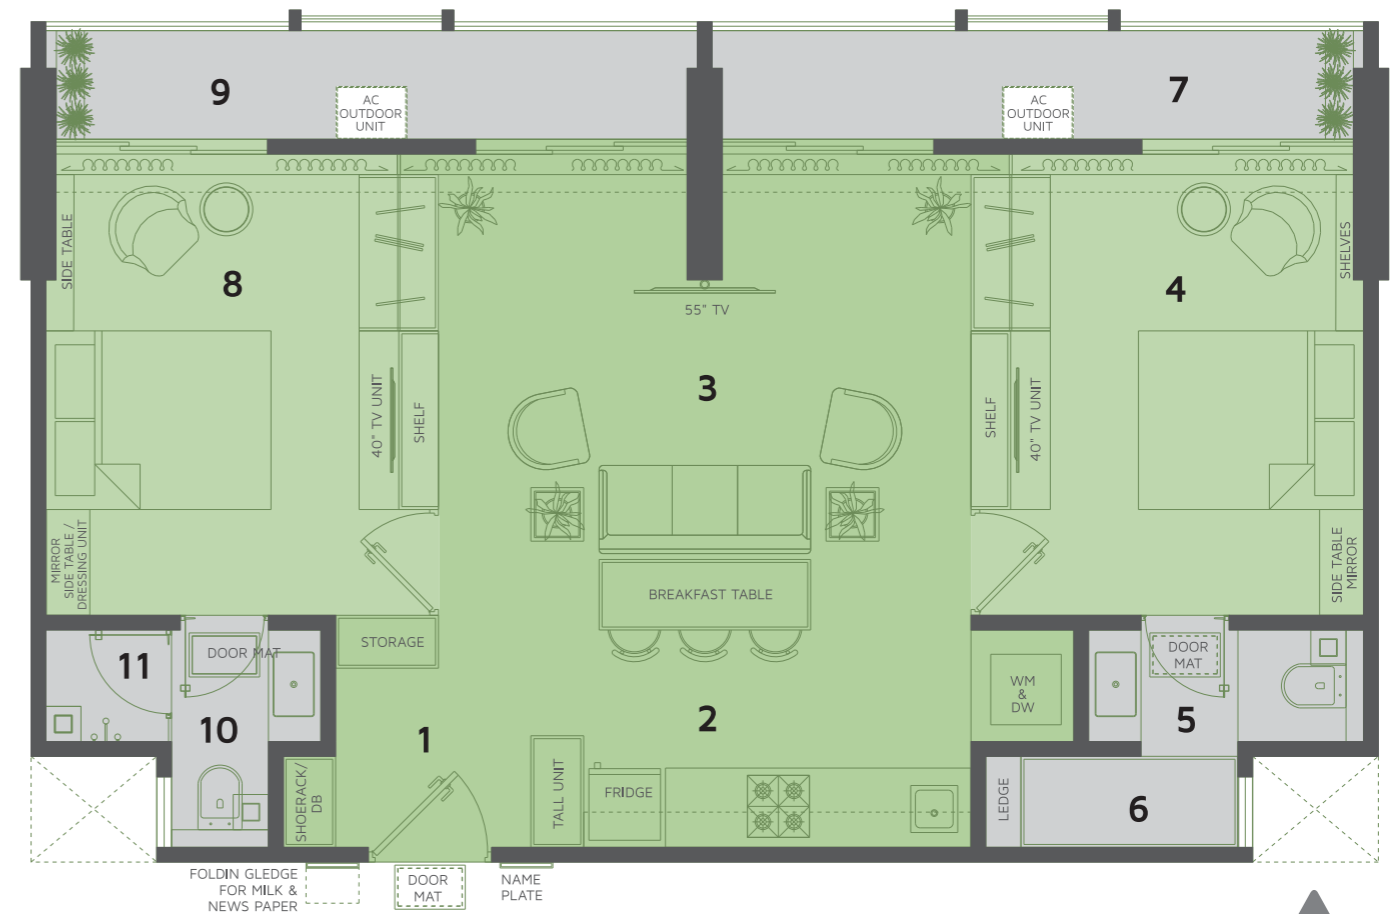 9
7
AC
OUTDOOR
UNIT
AC
OUTDOOR
UNIT
SIDE TABLE
8
SHELVES
4
55" TV
3
40" TV UNIT
SHELF
SHELF
40" TV UNIT
MIRROR
SIDE TABLE /
DRESSING UNIT
SIDE TABLE
MIRROR
BREAKFAST TABLE
STORAGE
DOOR MAT
11
DOOR
MAT
WM
&
DW
10
1
2
5
SHOERACK/
DB
TALL UNIT
FRIDGE
LEDGE
6
FOLDIN GLEDGE
FOR MILK &
NEWS PAPER
DOOR
MAT
NAME
PLATE